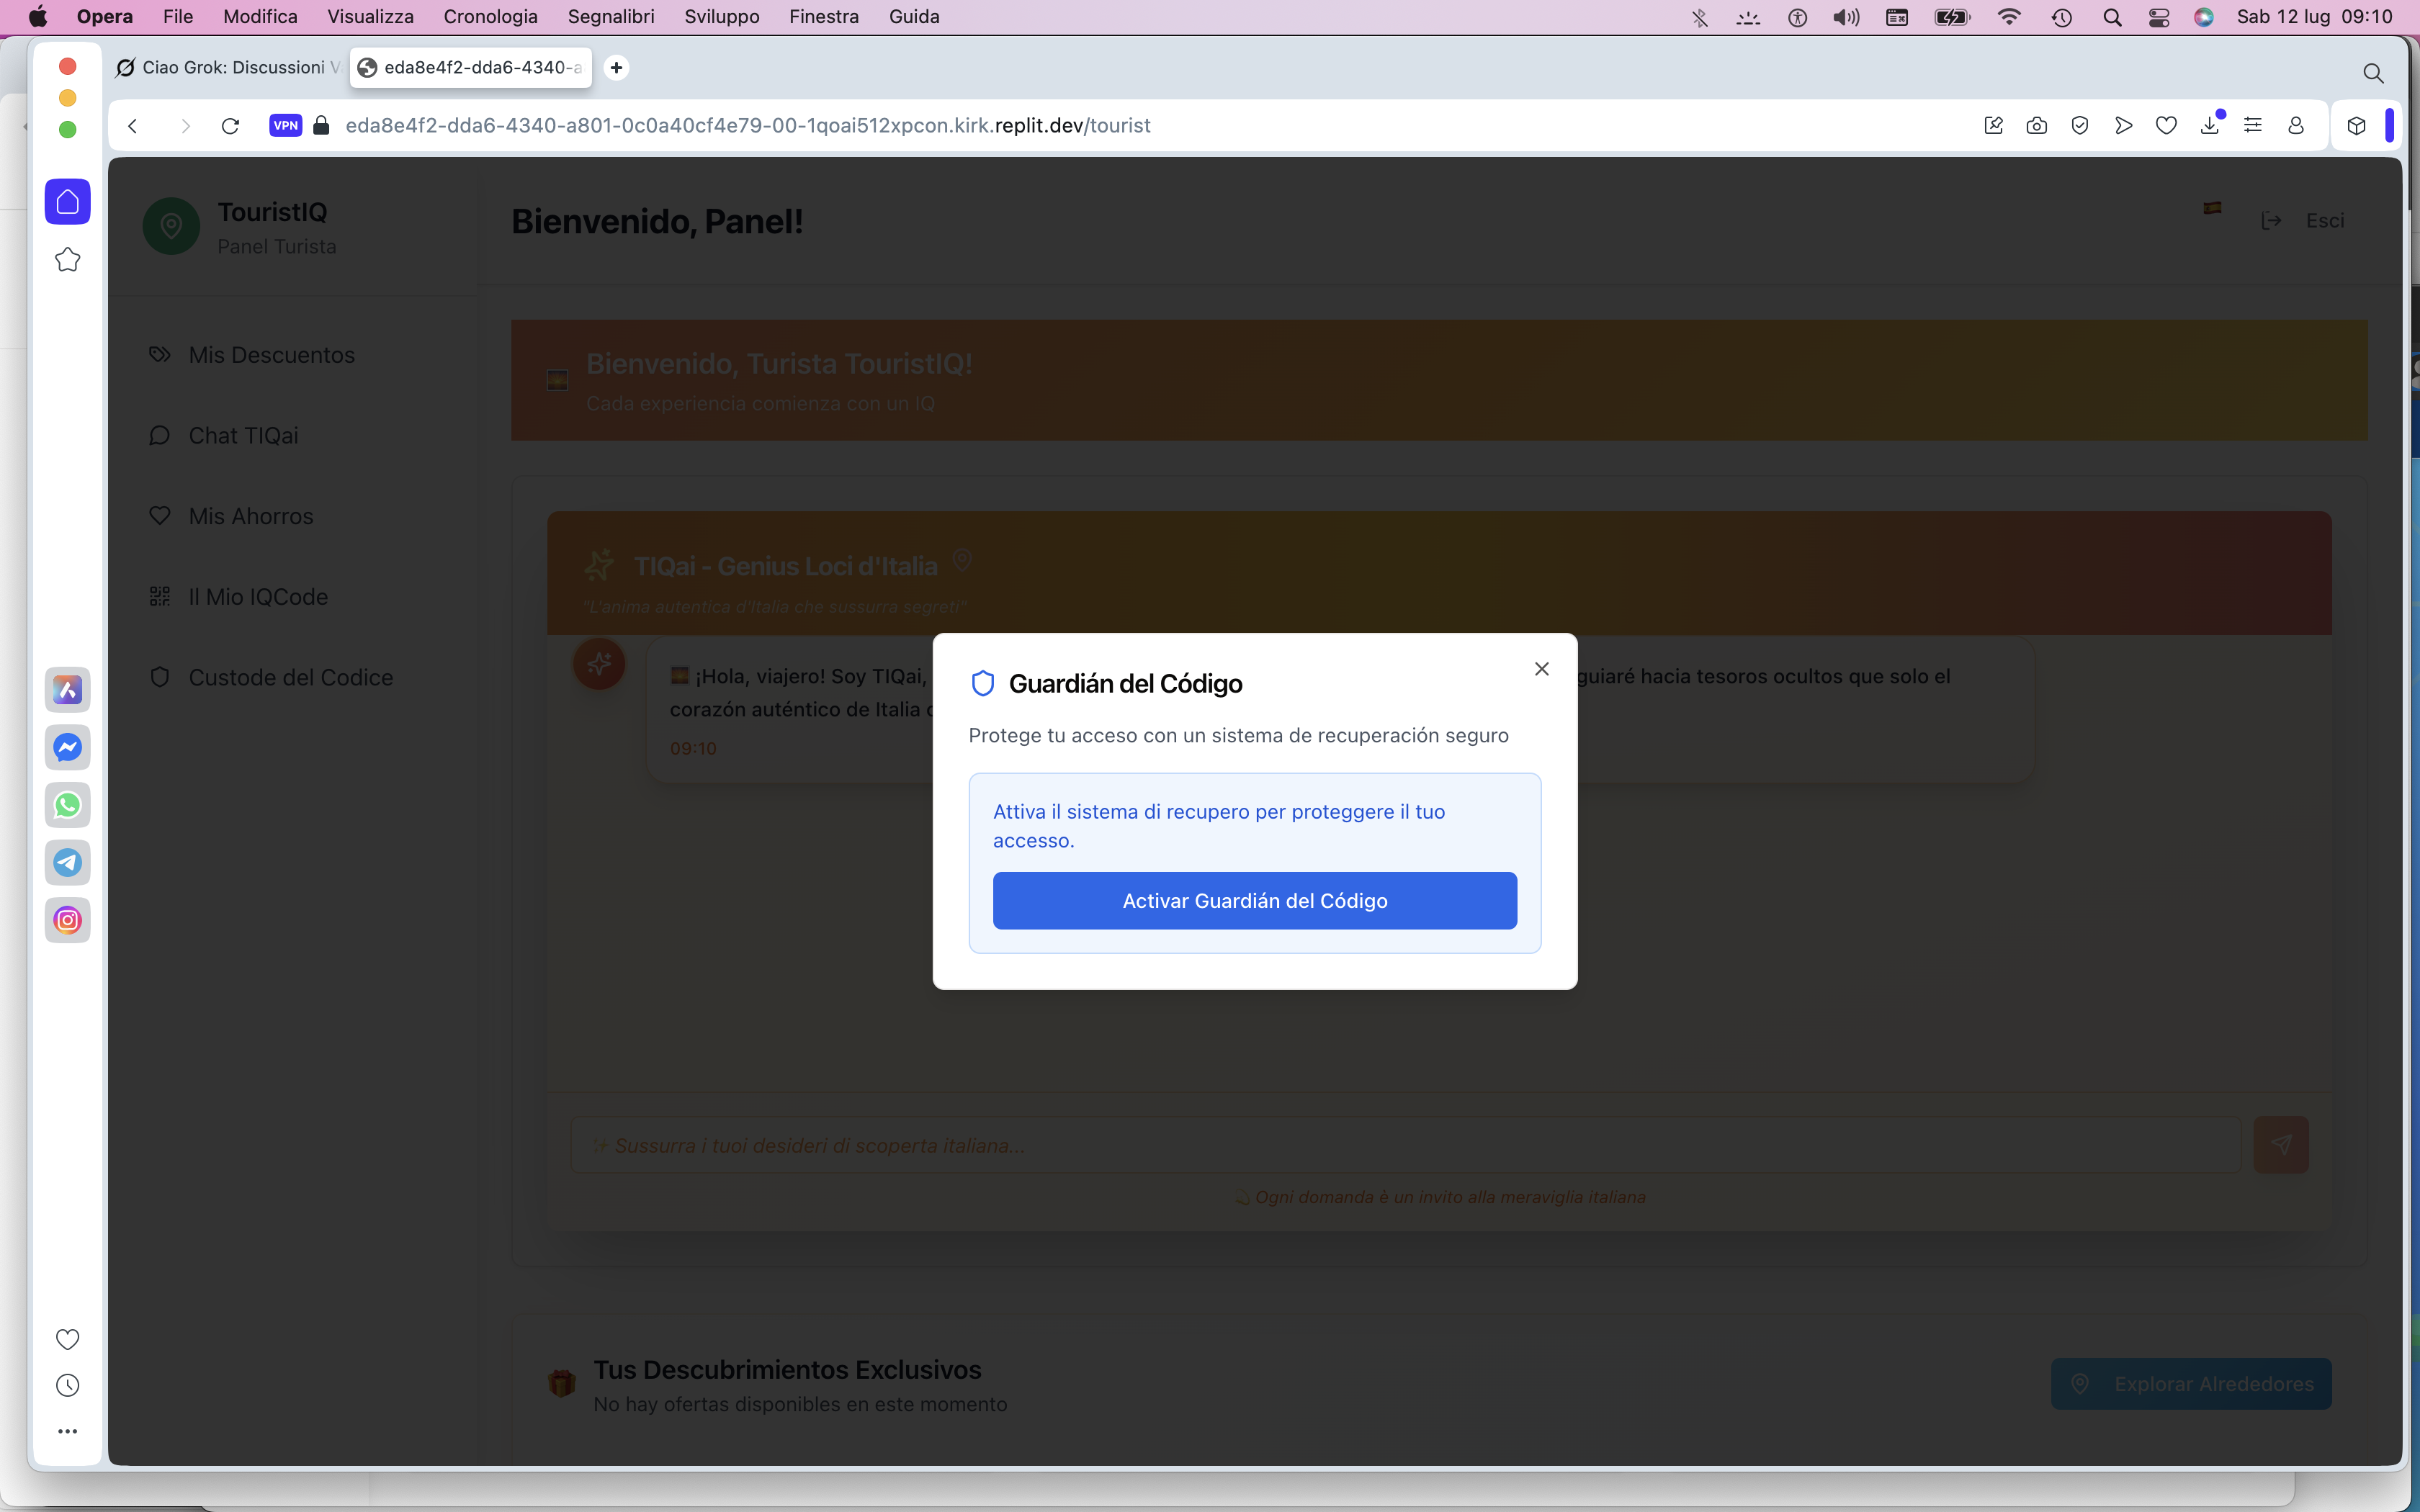 Opera File Modifica Visualizza Cronologia Segnalibri Sviluppo Finestra Guida Sab 12 lug 09:10
Ciao Grok: Discussioni V
eda8e4f2-dda6-4340-a
VPN eda8e4f2-dda6-4340-a801-0c0a40cf4e79-00-1qoai512xpcon.kirk.replit.dev/tourist
TouristIQ
Panel Turista
Bienvenido, Panel!
Esci
Mis Descuentos
Chat TIQai
Mis Ahorros
Il Mio IQCode
Custode del Codice
Bienvenido, Turista TouristIQ!
Cada experiencia comienza con un IQ
TIQai - Genius Loci d'Italia
"L'anima autentica d'Italia che sussurra segreti"
¡Hola, viajero! Soy TIQai, guiaré hacia tesoros ocultos que solo el
corazón auténtico de Italia
09:10
Guardián del Código
Protege tu acceso con un sistema de recuperación seguro
Attiva il sistema di recupero per proteggere il tuo
accesso.
Activar Guardián del Código
Sussurra i tuoi desideri di scoperta italiana...
Ogni domanda è un invito alla meraviglia italiana
Tus Descubrimientos Exclusivos
No hay ofertas disponibles en este momento
Explorar Alrededores